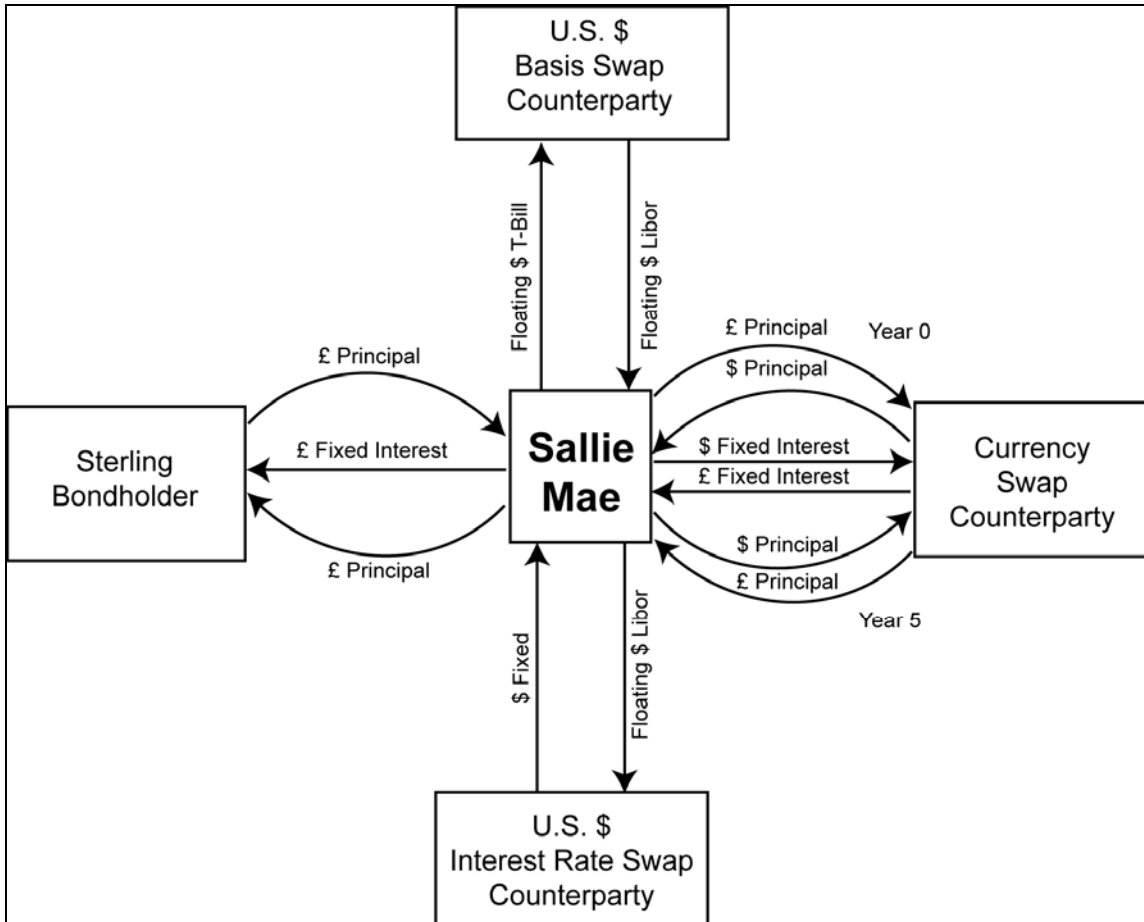 U.S. $
Basis Swap
Counterparty
Floating $ T-Bill
Floating $ Libor
£ Principal
Year 0
$ Principal
£ Principal
Sterling
Bondholder
£ Fixed Interest
Sallie
Mae
$ Fixed Interest
£ Fixed Interest
Currency
Swap
Counterparty
£ Principal
$ Principal
£ Principal
Year 5
$ Fixed
Floating $ Libor
U.S. $
Interest Rate Swap
Counterparty